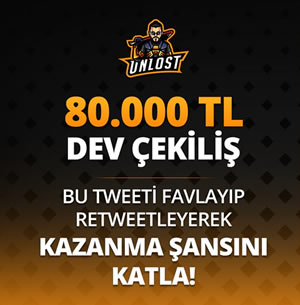 UNLOST
80.000 TL
DEV ÇEKİLİŞ
BU TWEETİ FAVLAYIP
RETWEETLEYEREK
KAZANMA ŞANSINI
KATLA!